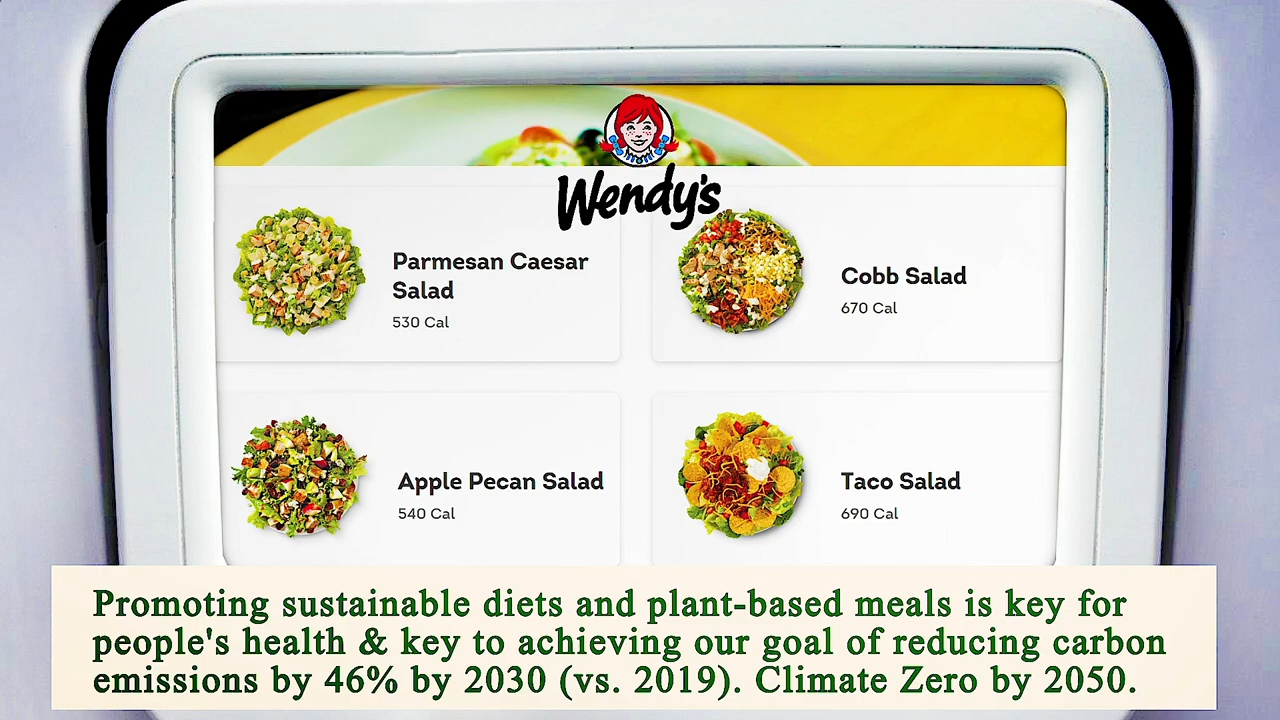 Wendy's
Parmesan Caesar
Salad
530 Cal
Cobb Salad
670 Cal
Apple Pecan Salad
540 Cal
Taco Salad
690 Cal
Promoting sustainable diets and plant-based meals is key for
people's health & key to achieving our goal of reducing carbon
emissions by 46% by 2030 (vs. 2019). Climate Zero by 2050.